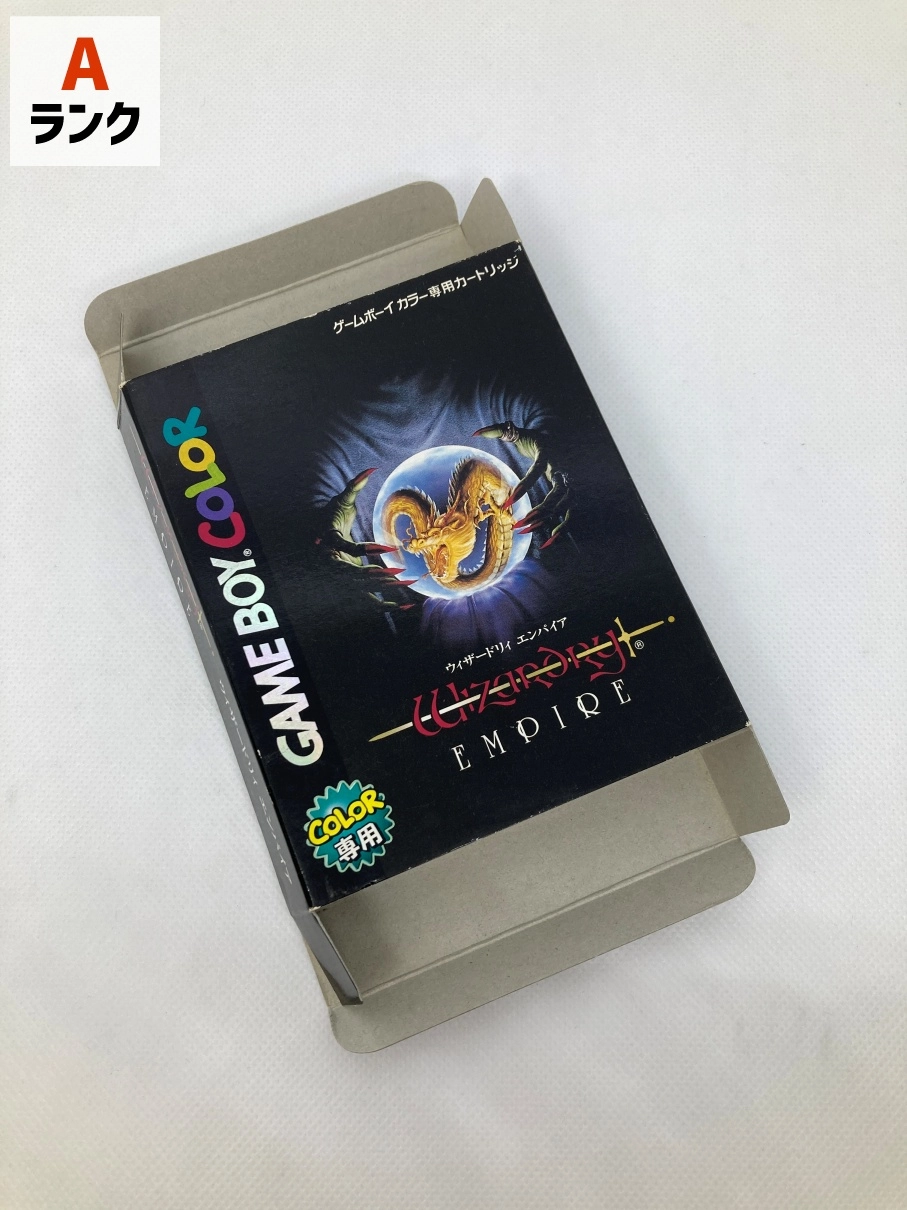 A
ランク
ゲームボーイ カラー専用カートリッジ
GAME BOY® COLOR
ウィザードリィ エンパイア
Wizardry®
EMPIRE
COLOR
専用